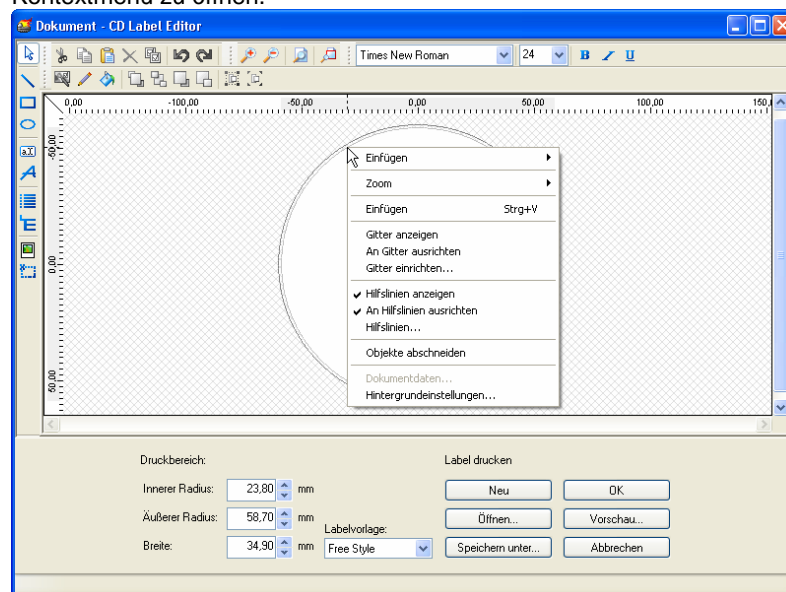 Kontextmenü zu öffnen.
Dokument - CD Label Editor
Times New Roman 24 B U
0,00 -100,00 -50,00 0,00 50,00 100,00 150,
-50,00
0,00
50,00
Einfügen
Zoom
Einfügen Strg+V
Gitter anzeigen
An Gitter ausrichten
Gitter einrichten...
Hilfslinien anzeigen
An Hilfslinien ausrichten
Hilfslinien...
Objekte abschneiden
Dokumentdaten...
Hintergrundeinstellungen...
Druckbereich:
Label drucken
Innerer Radius: 23,80 mm
Neu OK
Äußerer Radius: 58,70 mm
Labelvorlage:
Öffnen... Vorschau...
Breite: 34,90 mm
Free Style
Speichern unter... Abbrechen